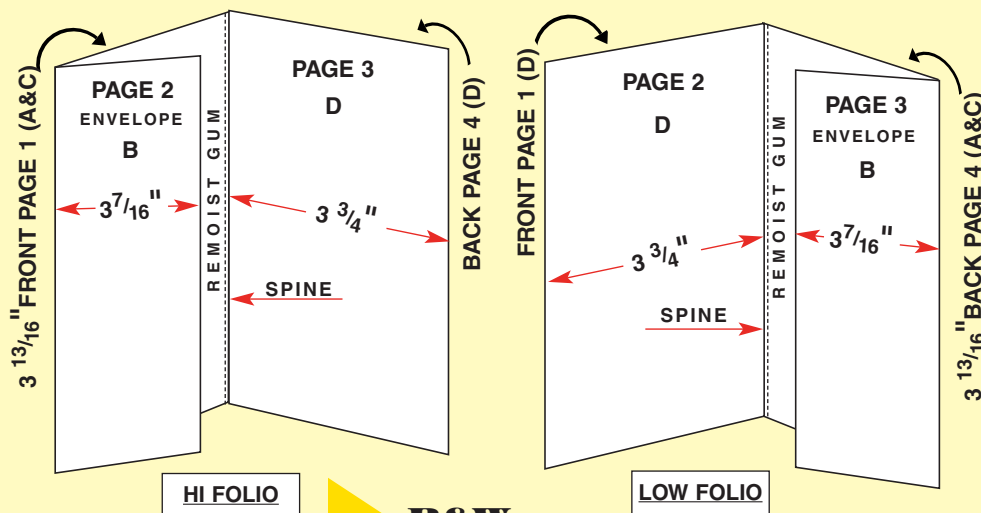 3 13/16" FRONT PAGE 1 (A&C)
PAGE 2
ENVELOPE
B
3 7/16"
REMOIST GUM
PAGE 3
D
3 3/4"
SPINE
BACK PAGE 4 (D)
HI FOLIO
FRONT PAGE 1 (D)
PAGE 2
D
3 3/4"
SPINE
REMOIST GUM
PAGE 3
ENVELOPE
B
3 7/16"
3 13/16" BACK PAGE 4 (A&C)
LOW FOLIO